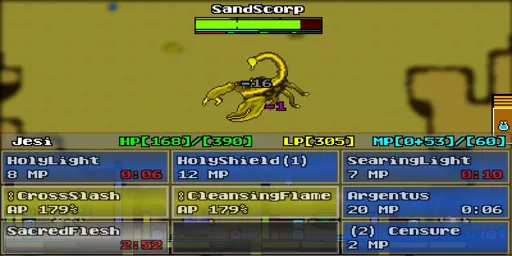 SandScorp
-16
-1
Jesi HP[168]/[390] LP[305] MP[0+53]/[60]
HolyLight HolyShield(1) SearingLight
8 MP 0:06 12 MP 7 MP 0:10
:CrossSlash :CleansingFlame Argentus
AP 179% AP 179% 20 MP 0:06
SacredFlesh (2) Censure
2:52 2 MP